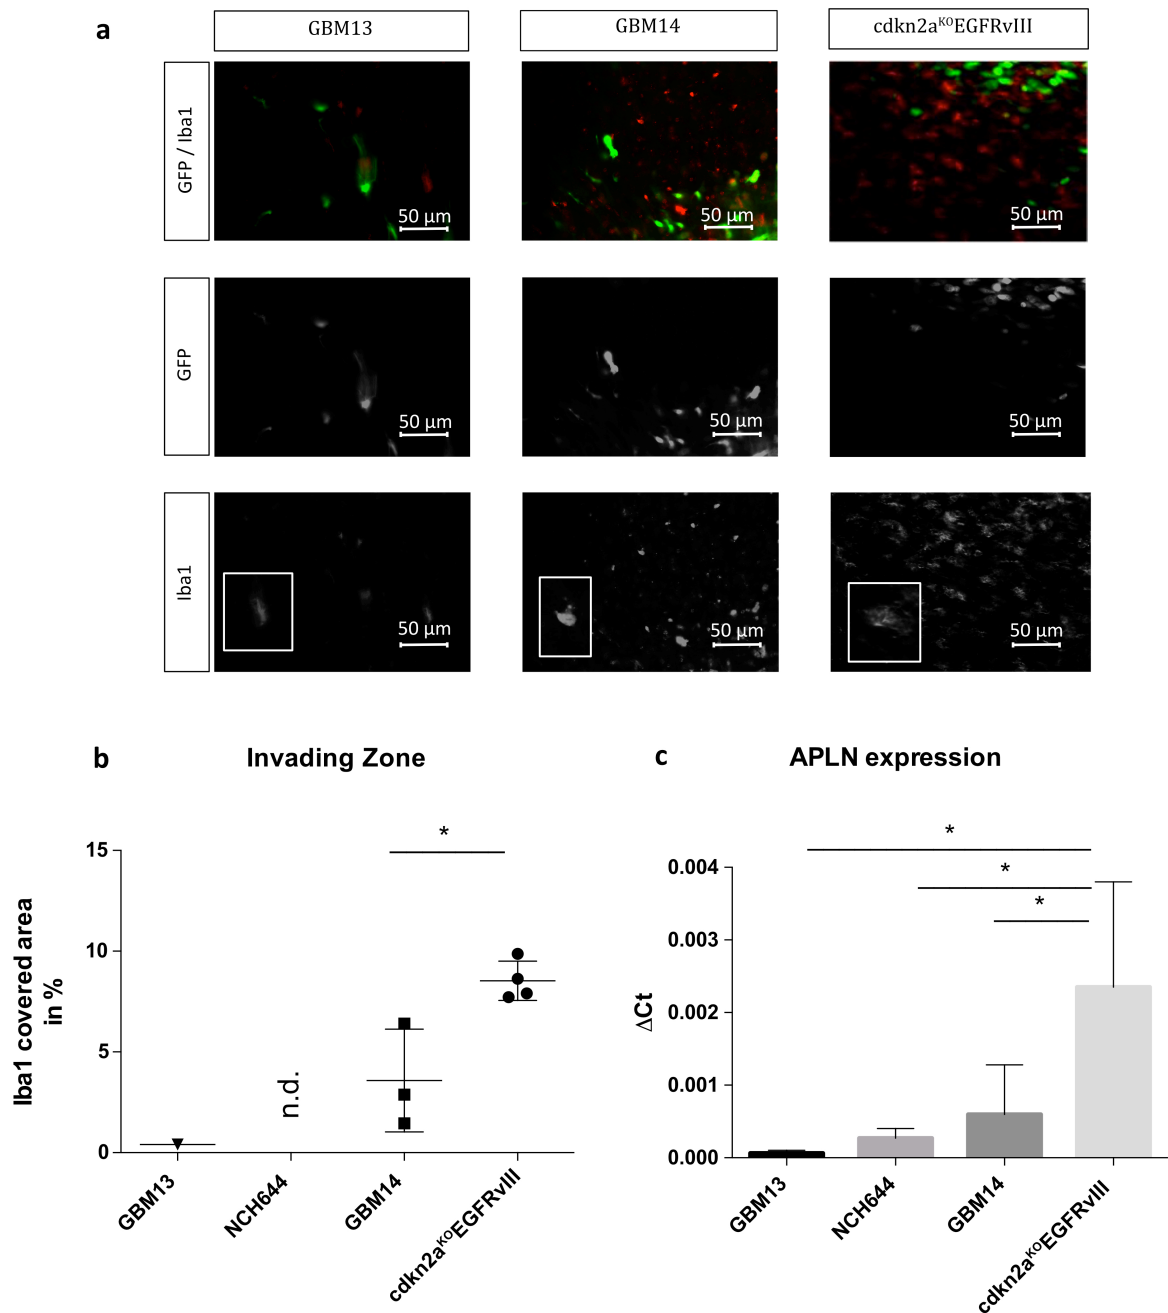 a
GBM13
GBM14
cdkn2aᴷᴼEGFRvIII
GFP / Iba1
50 µm
50 µm
50 µm
GFP
50 µm
50 µm
50 µm
Iba1
50 µm
50 µm
50 µm
b
Invading Zone
*
Iba1 covered area
in %
15
10
5
0
n.d.
GBM13
NCH644
GBM14
cdkn2aᴷᴼEGFRvIII
c
APLN expression
*
*
*
ΔCt
0.004
0.003
0.002
0.001
0.000
GBM13
NCH644
GBM14
cdkn2aᴷᴼEGFRvIII